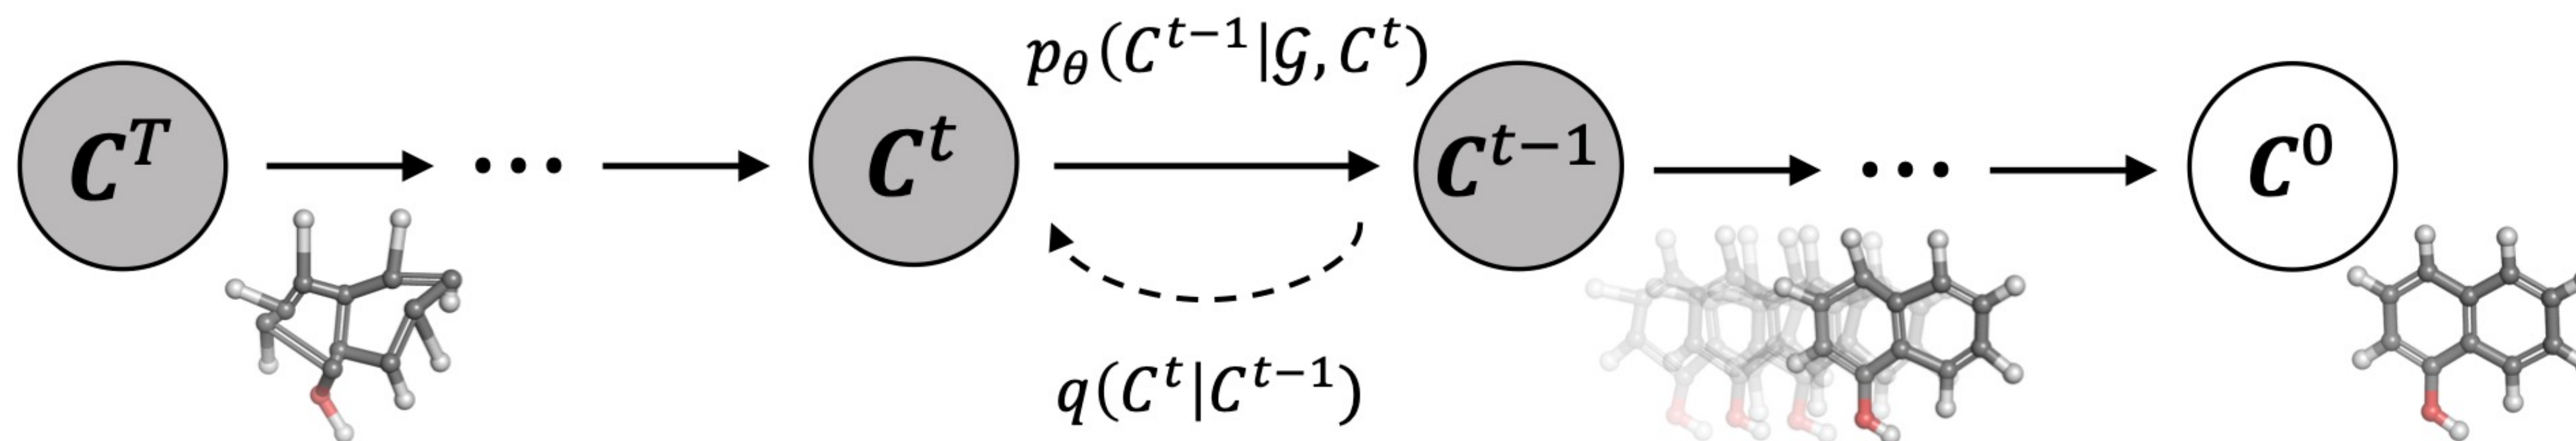 p_θ(C^{t−1}|𝒢, C^t)
C^T ··· C^t C^{t−1} ··· C^0
q(C^t|C^{t−1})